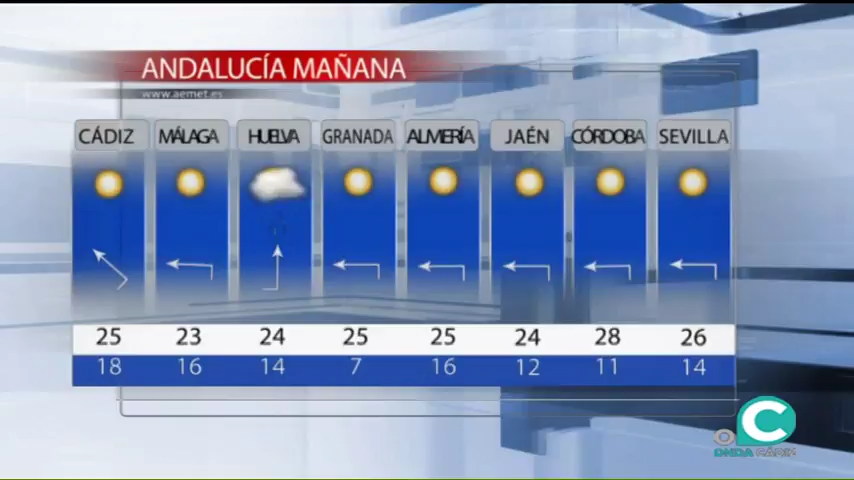 ANDALUCÍA MAÑANA
www.aemet.es
CÁDIZ MÁLAGA HUELVA GRANADA ALMERÍA JAÉN CÓRDOBA SEVILLA
25 23 24 25 25 24 28 26
18 16 14 7 16 12 11 14
C
ONDA CÁDIZ